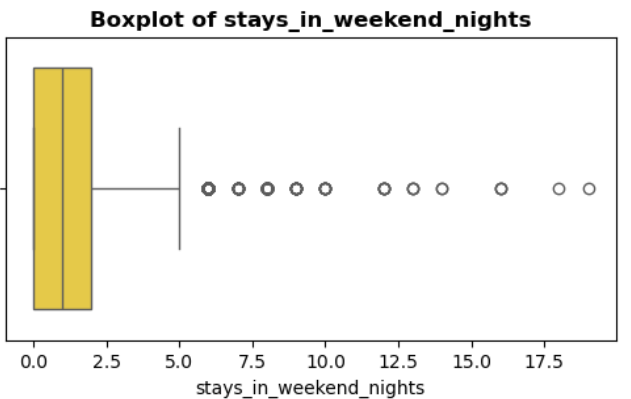 Boxplot of stays_in_weekend_nights
0.0 2.5 5.0 7.5 10.0 12.5 15.0 17.5
stays_in_weekend_nights